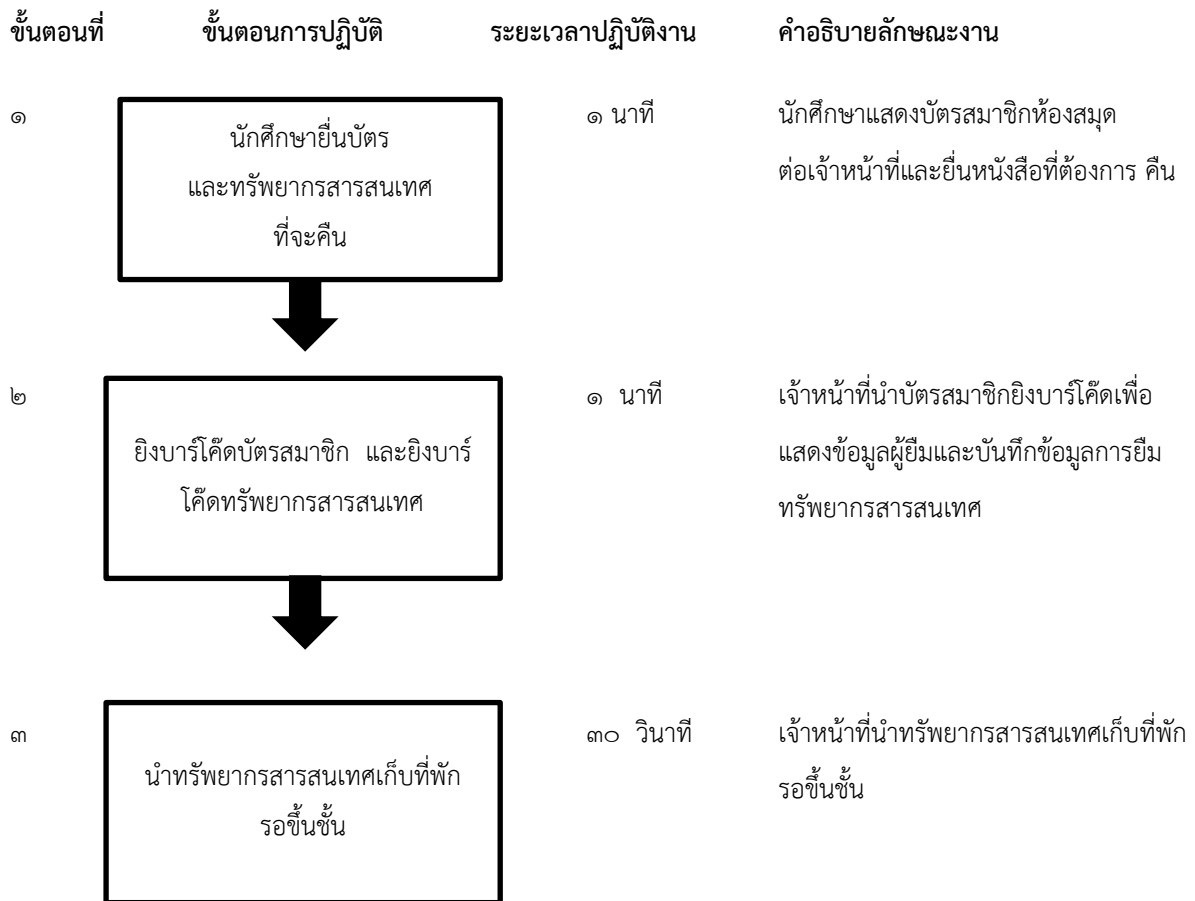 ขั้นตอนที่ ขั้นตอนการปฏิบัติ ระยะเวลาปฏิบัติงาน คำอธิบายลักษณะงาน
๑
นักศึกษายื่นบัตร
และทรัพยากรสารสนเทศ
ที่จะคืน
๑ นาที
นักศึกษาแสดงบัตรสมาชิกห้องสมุด
ต่อเจ้าหน้าที่และยื่นหนังสือที่ต้องการ คืน
๒
ยิงบาร์โค๊ดบัตรสมาชิก และยิงบาร์
โค๊ดทรัพยากรสารสนเทศ
๑ นาที
เจ้าหน้าที่นำบัตรสมาชิกยิงบาร์โค๊ดเพื่อ
แสดงข้อมูลผู้ยืมและบันทึกข้อมูลการยืม
ทรัพยากรสารสนเทศ
๓
นำทรัพยากรสารสนเทศเก็บที่พัก
รอขึ้นชั้น
๓๐ วินาที
เจ้าหน้าที่นำทรัพยากรสารสนเทศเก็บที่พัก
รอขึ้นชั้น